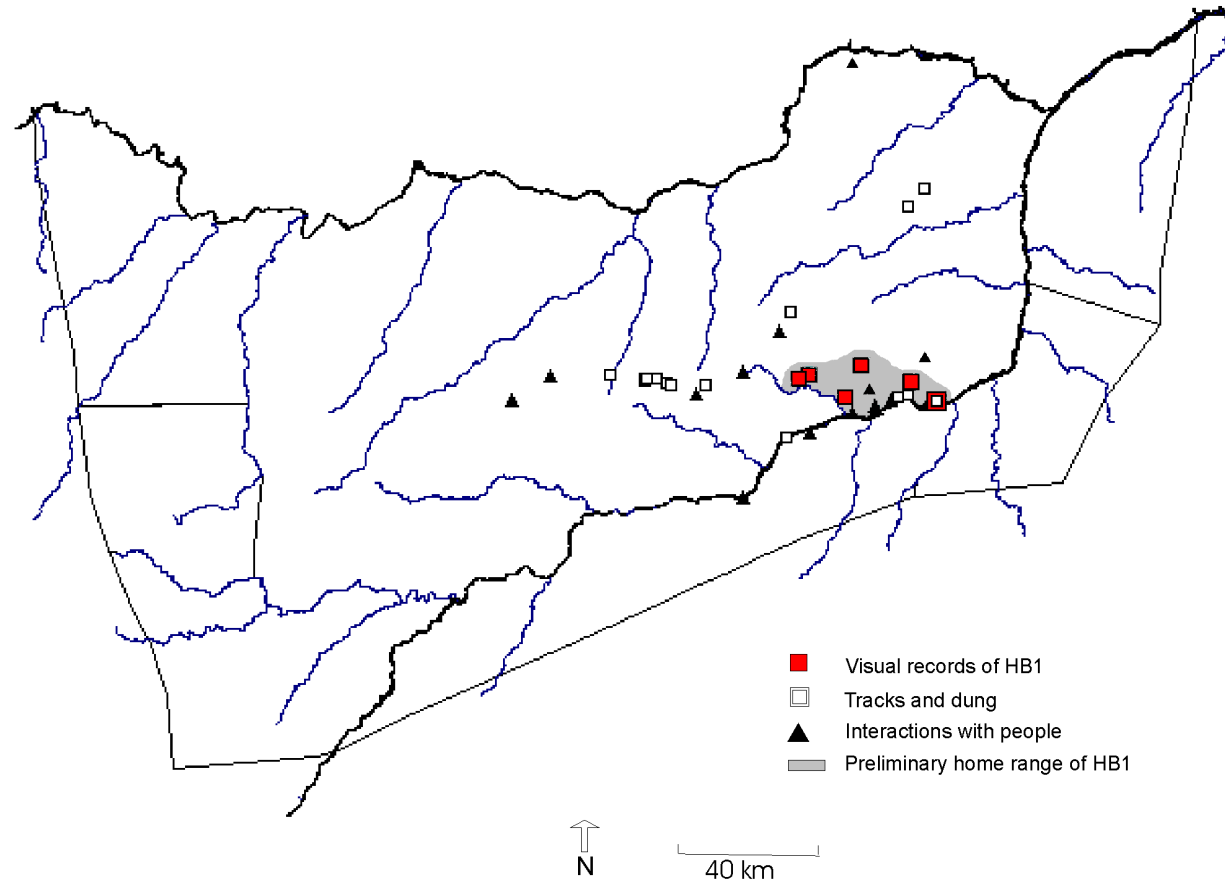 Visual records of HB1
Tracks and dung
Interactions with people
Preliminary home range of HB1
N
40 km